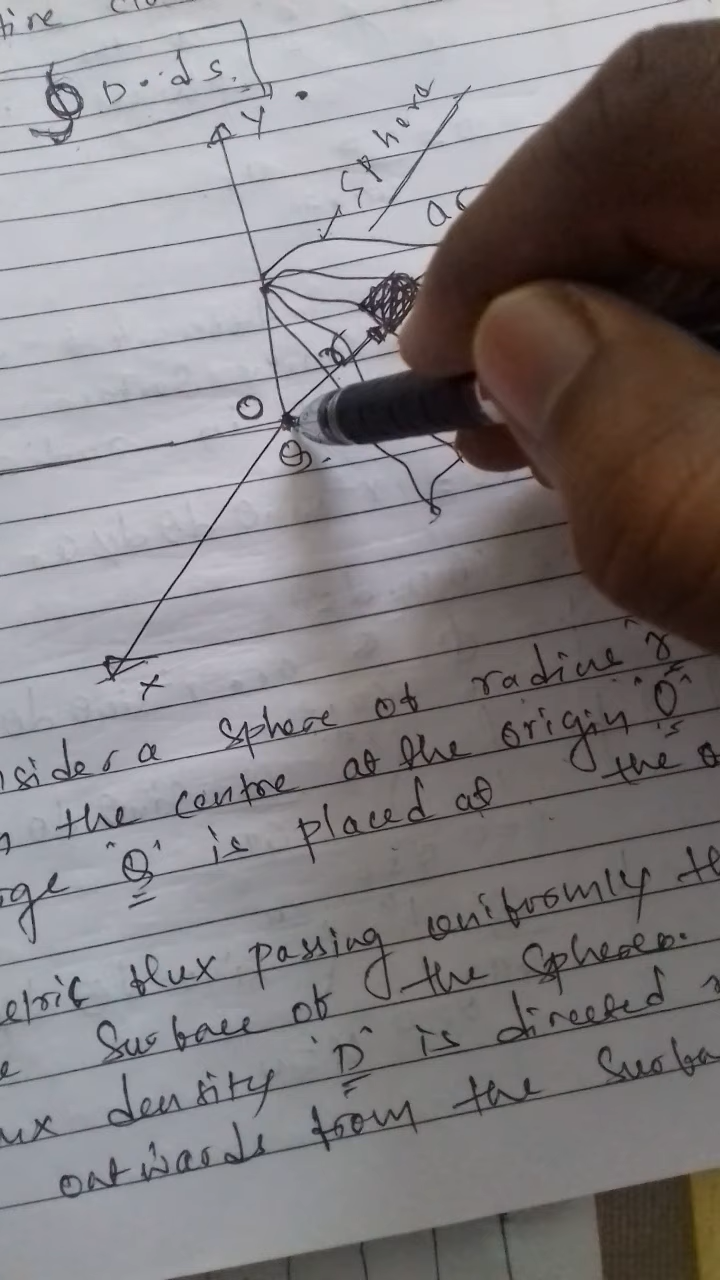 ∮ D.ds.
Y
Sphere
r
O
Q.
X
sider a sphere of radius "r
the centre at the origin "O"
ge 'Q' is placed at the
is
flux passing uniformly th
Surface of the Sphere.
ux density 'D' is directed
outwards from the Surfa